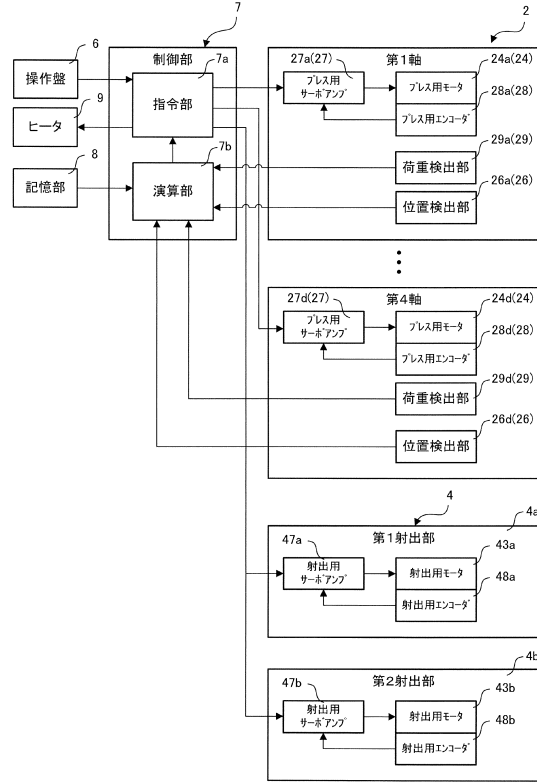 7
2
6
操作盤
9
ヒータ
8
記憶部
制御部
7a
指令部
7b
演算部
27a(27)
第1軸
24a(24)
プレス用
サーボアンプ
プレス用モータ
28a(28)
プレス用エンコーダ
29a(29)
荷重検出部
26a(26)
位置検出部
27d(27)
第4軸
24d(24)
プレス用
サーボアンプ
プレス用モータ
28d(28)
プレス用エンコーダ
29d(29)
荷重検出部
26d(26)
位置検出部
4
4a
第1射出部
47a
43a
射出用
サーボアンプ
射出用モータ
48a
射出用エンコーダ
4b
第2射出部
47b
43b
射出用
サーボアンプ
射出用モータ
48b
射出用エンコーダ